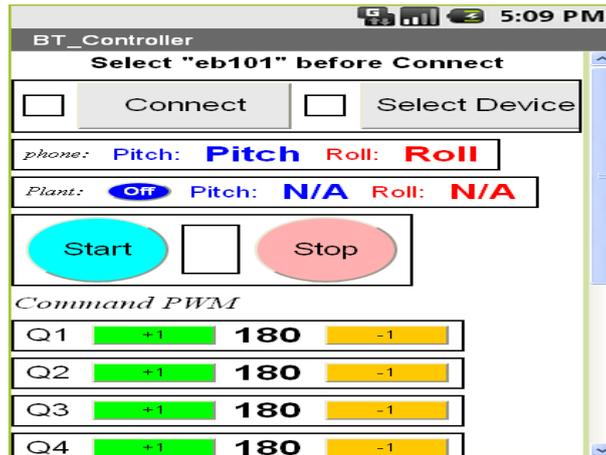 5:09 PM
BT_Controller
Select "eb101" before Connect
Connect Select Device
phone: Pitch: Pitch Roll: Roll
Plant: Off Pitch: N/A Roll: N/A
Start Stop
Command PWM
Q1 +1 180 -1
Q2 +1 180 -1
Q3 +1 180 -1
Q4 +1 180 -1